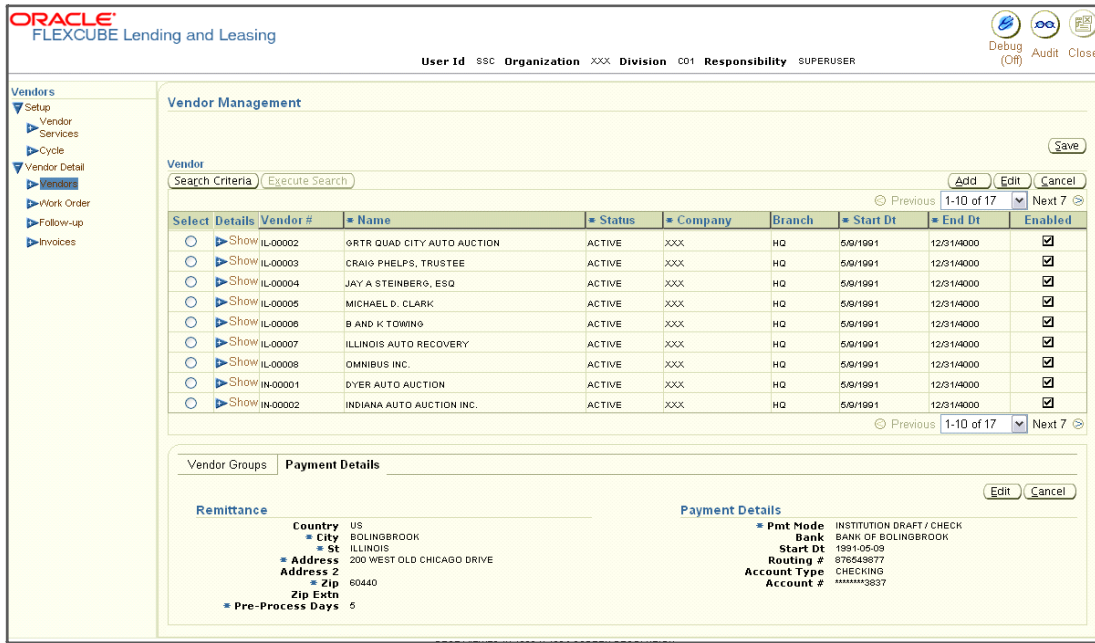 ORACLE®
FLEXCUBE Lending and Leasing
Debug (Off)
Audit
Close
User Id SSC Organization XXX Division C01 Responsibility SUPERUSER
Vendors
Setup
Vendor Services
Cycle
Vendor Detail
Vendors
Work Order
Follow-up
Invoices
Vendor Management
Save
Vendor
Search Criteria Execute Search Add Edit Cancel
Previous 1-10 of 17 Next 7
Select Details Vendor # * Name * Status * Company Branch * Start Dt * End Dt Enabled
Show IL-00002 GRTR QUAD CITY AUTO AUCTION ACTIVE XXX HQ 5/9/1991 12/31/4000
Show IL-00003 CRAIG PHELPS, TRUSTEE ACTIVE XXX HQ 5/9/1991 12/31/4000
Show IL-00004 JAY A STEINBERG, ESQ ACTIVE XXX HQ 5/9/1991 12/31/4000
Show IL-00005 MICHAEL D. CLARK ACTIVE XXX HQ 5/9/1991 12/31/4000
Show IL-00006 B AND K TOWING ACTIVE XXX HQ 5/9/1991 12/31/4000
Show IL-00007 ILLINOIS AUTO RECOVERY ACTIVE XXX HQ 5/9/1991 12/31/4000
Show IL-00008 OMNIBUS INC. ACTIVE XXX HQ 5/9/1991 12/31/4000
Show IN-00001 DYER AUTO AUCTION ACTIVE XXX HQ 5/9/1991 12/31/4000
Show IN-00002 INDIANA AUTO AUCTION INC. ACTIVE XXX HQ 5/9/1991 12/31/4000
Previous 1-10 of 17 Next 7
Vendor Groups Payment Details
Edit Cancel
Remittance
Country US
* City BOLINGBROOK
* St ILLINOIS
* Address 200 WEST OLD CHICAGO DRIVE
Address 2
* Zip 60440
Zip Extn
* Pre-Process Days 5
Payment Details
* Pmt Mode INSTITUTION DRAFT / CHECK
Bank BANK OF BOLINGBROOK
Start Dt 1991-05-09
Routing # 876549877
Account Type CHECKING
Account # ********3837